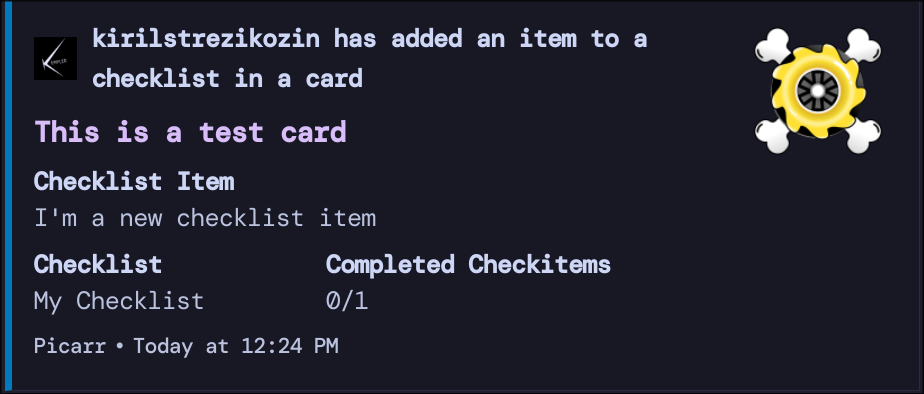 kirilstrezikozin has added an item to a
checklist in a card
This is a test card
Checklist Item
I'm a new checklist item
Checklist Completed Checkitems
My Checklist 0/1
Picarr • Today at 12:24 PM